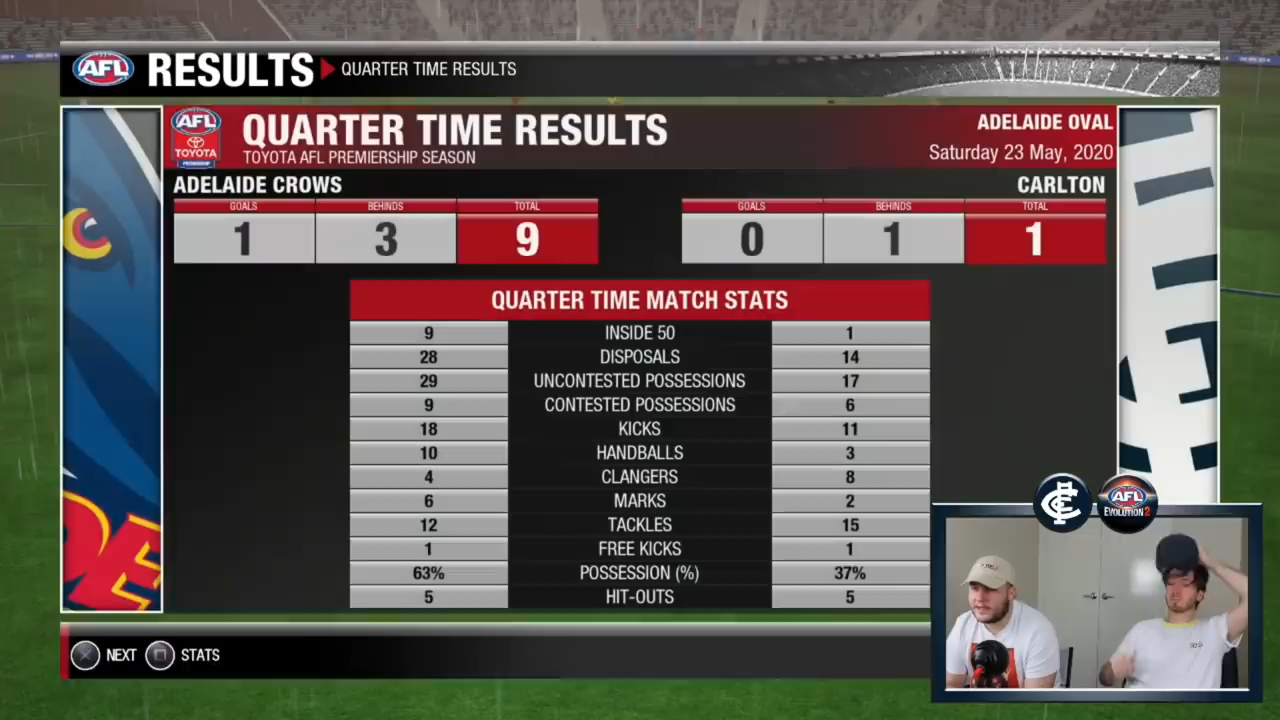 AFL RESULTS QUARTER TIME RESULTS
AFL
TOYOTA
PREMIERSHIP
QUARTER TIME RESULTS
TOYOTA AFL PREMIERSHIP SEASON
ADELAIDE OVAL
Saturday 23 May, 2020
ADELAIDE CROWS
CARLTON
GOALS BEHINDS TOTAL GOALS BEHINDS TOTAL
1 3 9 0 1 1
QUARTER TIME MATCH STATS
9 INSIDE 50 1
28 DISPOSALS 14
29 UNCONTESTED POSSESSIONS 17
9 CONTESTED POSSESSIONS 6
18 KICKS 11
10 HANDBALLS 3
4 CLANGERS 8
6 MARKS 2
12 TACKLES 15
1 FREE KICKS 1
63% POSSESSION (%) 37%
5 HIT-OUTS 5
CFC
AFL
EVOLUTION 2
NEXT STATS